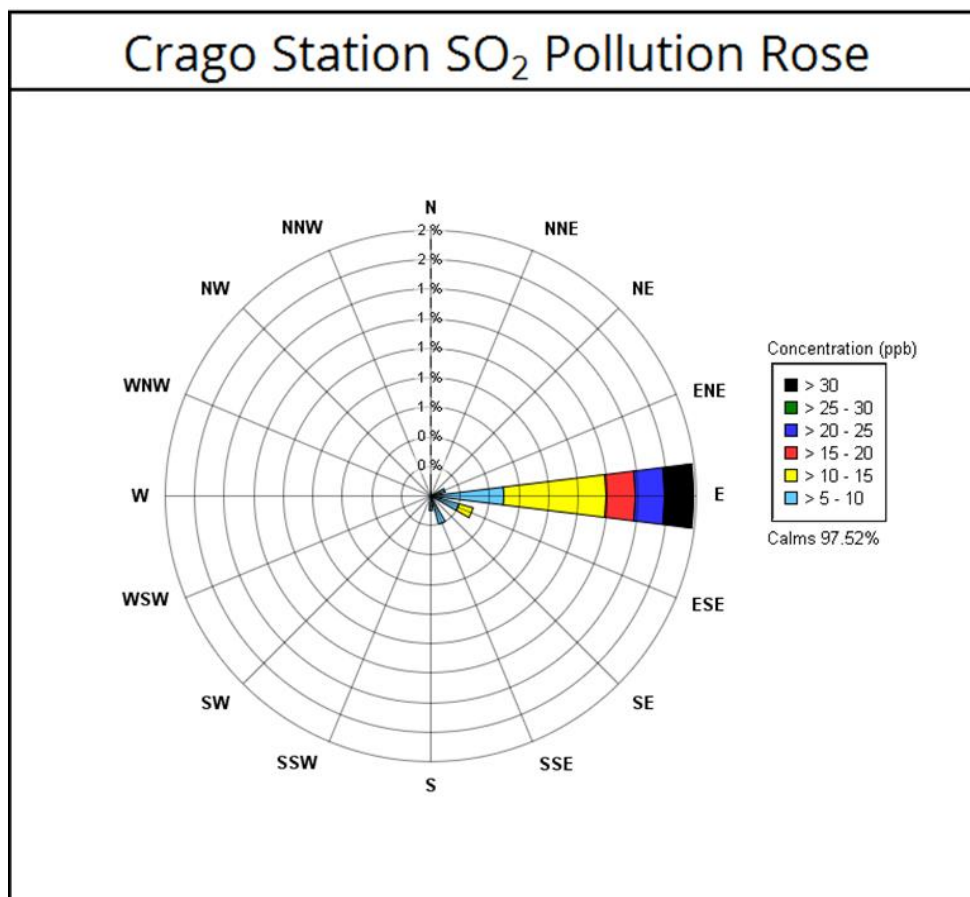 Crago Station SO₂ Pollution Rose
N
NNW
NNE
2 %
2 %
NW
NE
1 %
1 %
1 %
Concentration (ppb)
1 %
> 30
WNW
ENE
1 %
> 25 - 30
0 %
> 20 - 25
> 15 - 20
0 %
> 10 - 15
W
E
> 5 - 10
Calms 97.52%
WSW
ESE
SW
SE
SSW
SSE
S